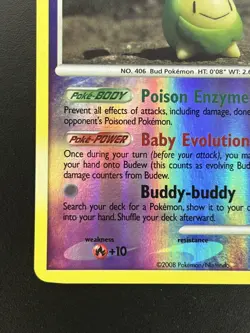 NO. 406 Bud Pokémon HT: 0'08" WT: 2.6
Poké-BODY Poison Enzyme
Prevent all effects of attacks, including damage, done
opponent's Poisoned Pokémon.
Poké-POWER Baby Evolution
Once during your turn (before your attack), you ma
your hand onto Budew (this counts as evolving Bud
damage counters from Budew.
Buddy-buddy
Search your deck for a Pokémon, show it to your o
into your hand. Shuffle your deck afterward.
weakness resistance
+10
©2008 Pokémon/Nintendo